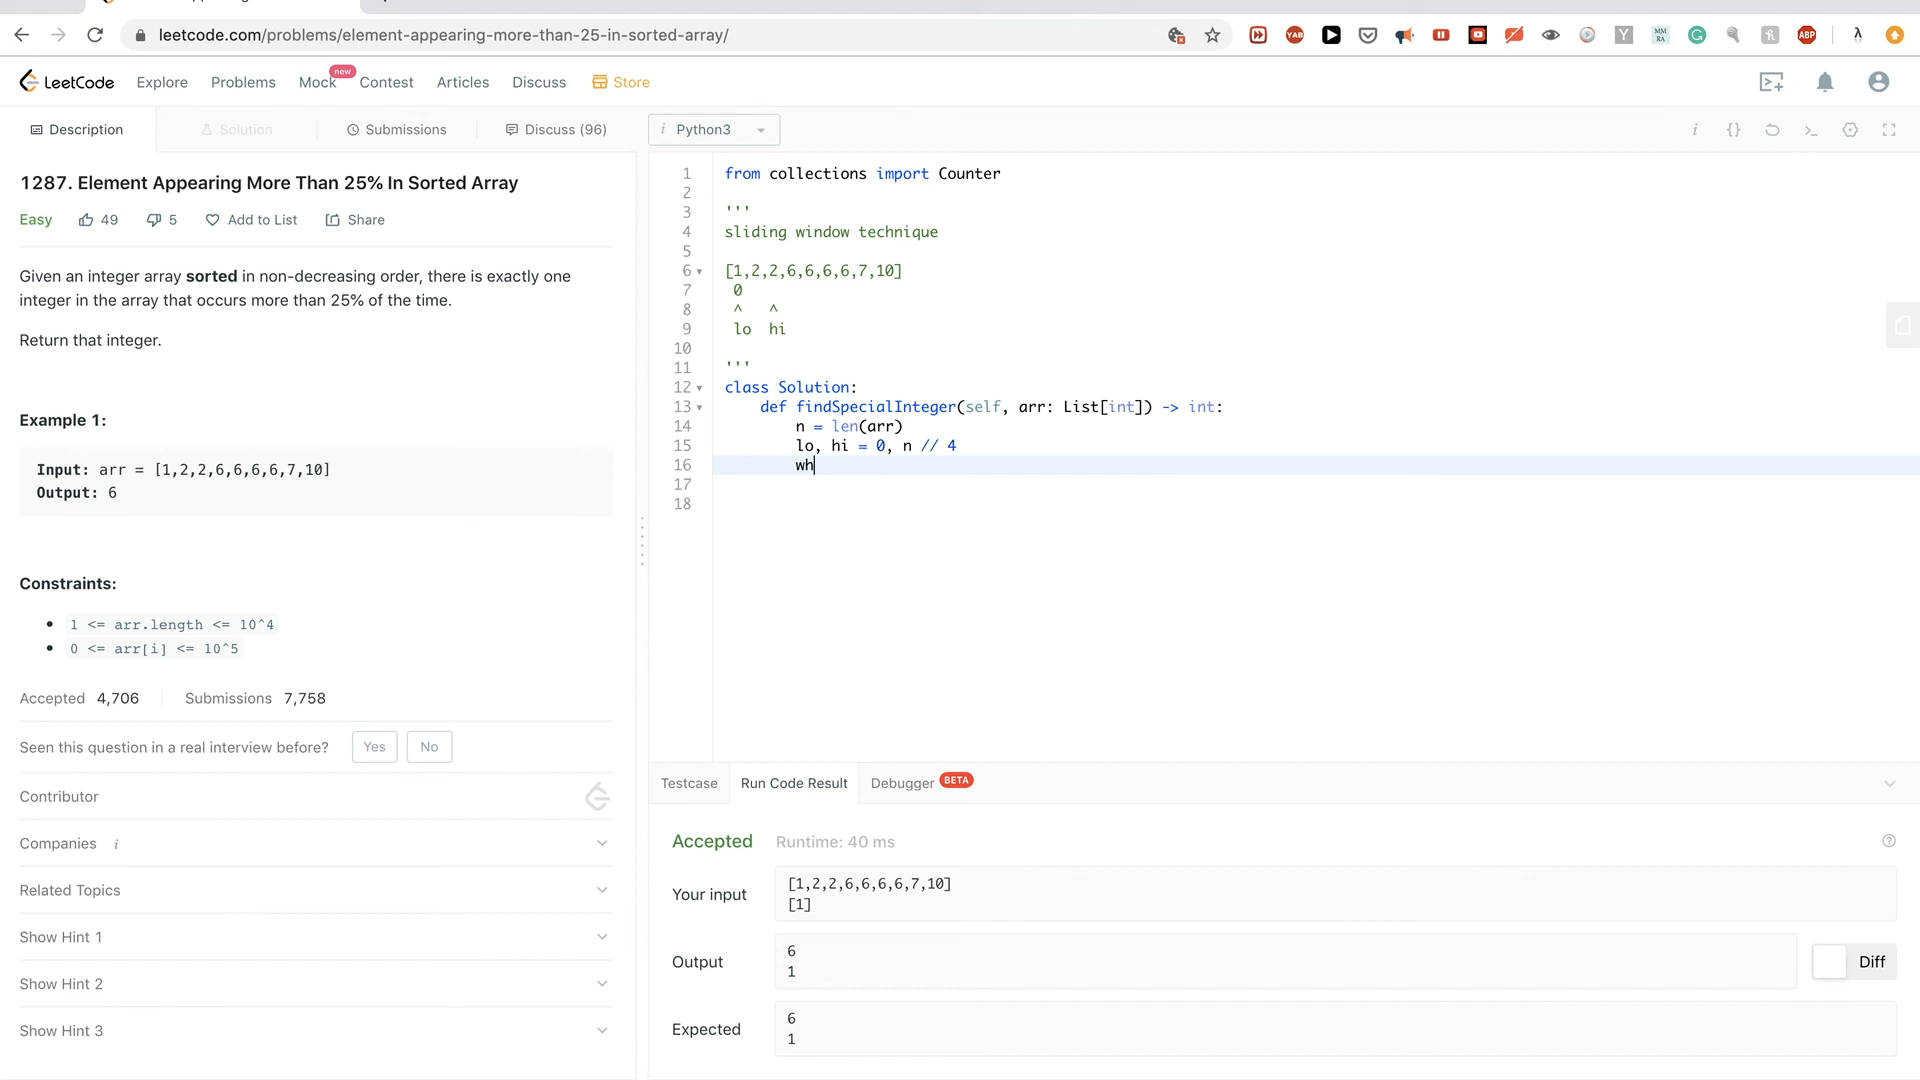 leetcode.com/problems/element-appearing-more-than-25-in-sorted-array/
LeetCode Explore Problems Mock new Contest Articles Discuss Store
Description Solution Submissions Discuss (96) i Python3
1287. Element Appearing More Than 25% In Sorted Array
Easy 49 5 Add to List Share
Given an integer array sorted in non-decreasing order, there is exactly one
integer in the array that occurs more than 25% of the time.
Return that integer.
Example 1:
Input: arr = [1,2,2,6,6,6,6,7,10]
Output: 6
Constraints:
1 <= arr.length <= 10^4
0 <= arr[i] <= 10^5
Accepted 4,706 Submissions 7,758
Seen this question in a real interview before? Yes No
Contributor
Companies i
Related Topics
Show Hint 1
Show Hint 2
Show Hint 3
1 from collections import Counter
2
3 '''
4 sliding window technique
5
6 [1,2,2,6,6,6,6,7,10]
7 0
8 ^ ^
9 lo hi
10
11 '''
12 class Solution:
13 def findSpecialInteger(self, arr: List[int]) -> int:
14 n = len(arr)
15 lo, hi = 0, n // 4
16 wh
17
18
Testcase Run Code Result Debugger BETA
Accepted Runtime: 40 ms
Your input
[1,2,2,6,6,6,6,7,10]
[1]
Output
6
1
Diff
Expected
6
1